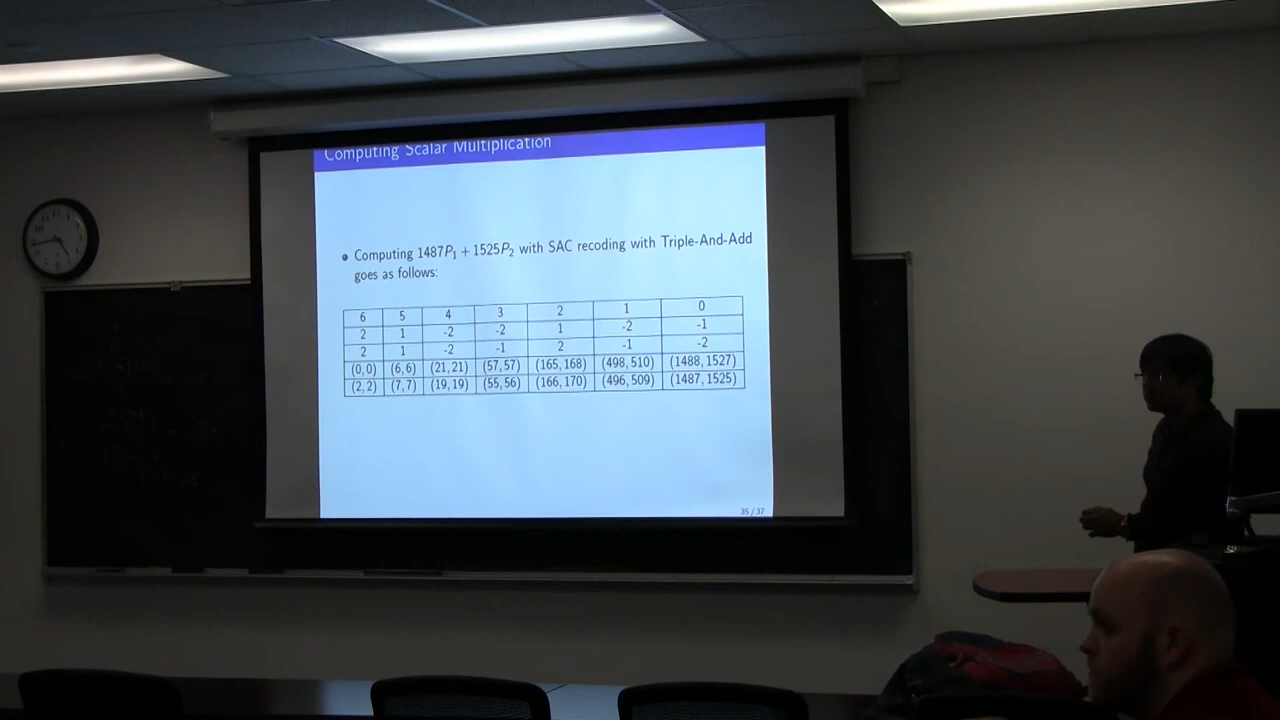 Computing Scalar Multiplication
• Computing 1487P₁ + 1525P₂ with SAC recoding with Triple-And-Add
goes as follows:
6 5 4 3 2 1 0
2 1 -2 -2 1 -2 -1
2 1 -2 -1 2 -1 -2
(0, 0) (6, 6) (21, 21) (57, 57) (165, 168) (498, 510) (1488, 1527)
(2, 2) (7, 7) (19, 19) (55, 56) (166, 170) (496, 509) (1487, 1525)
35 / 37